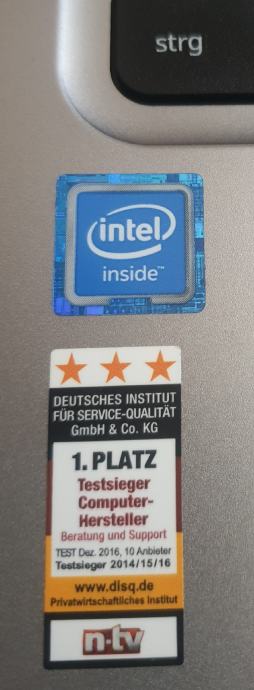 strg
intel
inside™
DEUTSCHES INSTITUT
FÜR SERVICE-QUALITÄT
GmbH & Co. KG
1. PLATZ
Testsieger
Computer-
Hersteller
Beratung und Support
TEST Dez. 2016, 10 Anbieter
Testsieger 2014/15/16
www.disq.de
Privatwirtschaftliches Institut
n-tv